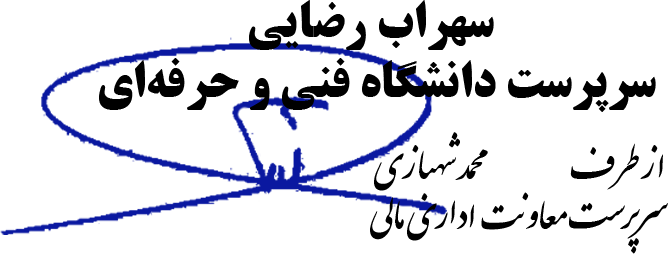 سهراب رضایی
سرپرست دانشگاه فنی و حرفه‌ای
از طرف محمد شهبازی
سرپرست معاونت اداری مالی